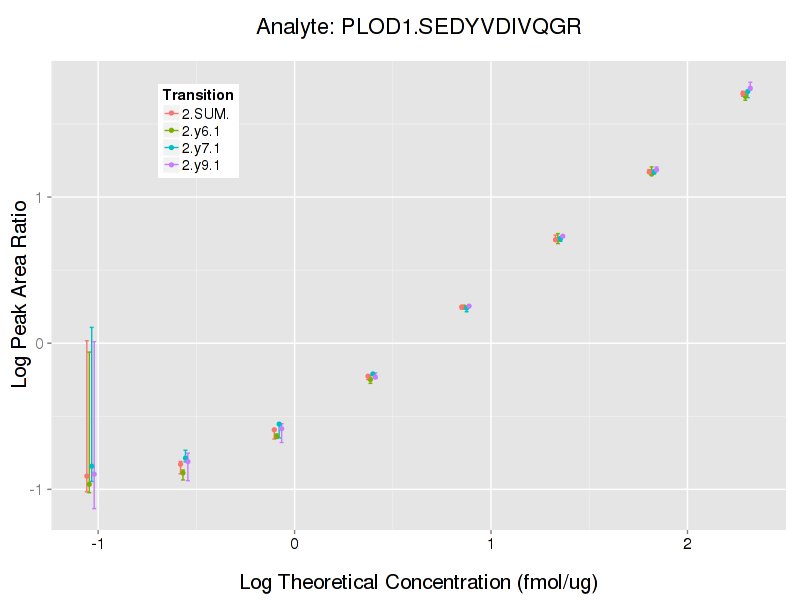 Analyte: PLOD1.SEDYVDIVQGR
Transition
2.SUM.
2.y6.1
2.y7.1
2.y9.1
Log Peak Area Ratio
1
0
-1
-1
0
1
2
Log Theoretical Concentration (fmol/ug)